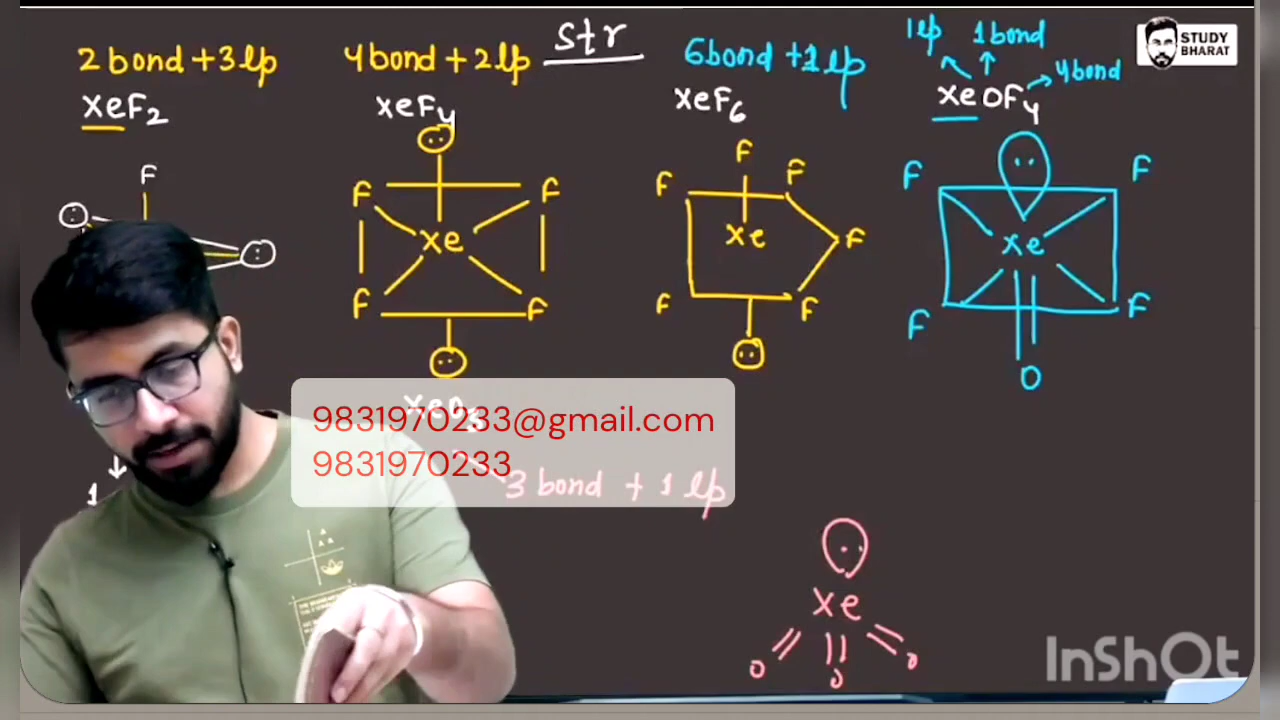 2 bond + 3 lp
4 bond + 2 lp
Str
6 bond + 1 lp
1 lp
1 bond
4 bond
STUDY
BHARAT
XeF2
XeF4
XeF6
XeOF4
F
:
:
:
F F
Xe
F F
:
F
F F
Xe F
F F
:
F F
:
Xe
F F
O
XeO3
9831970233@gmail.com
9831970233
3 bond + 1 lp
1
:
Xe
O O O
InShOt